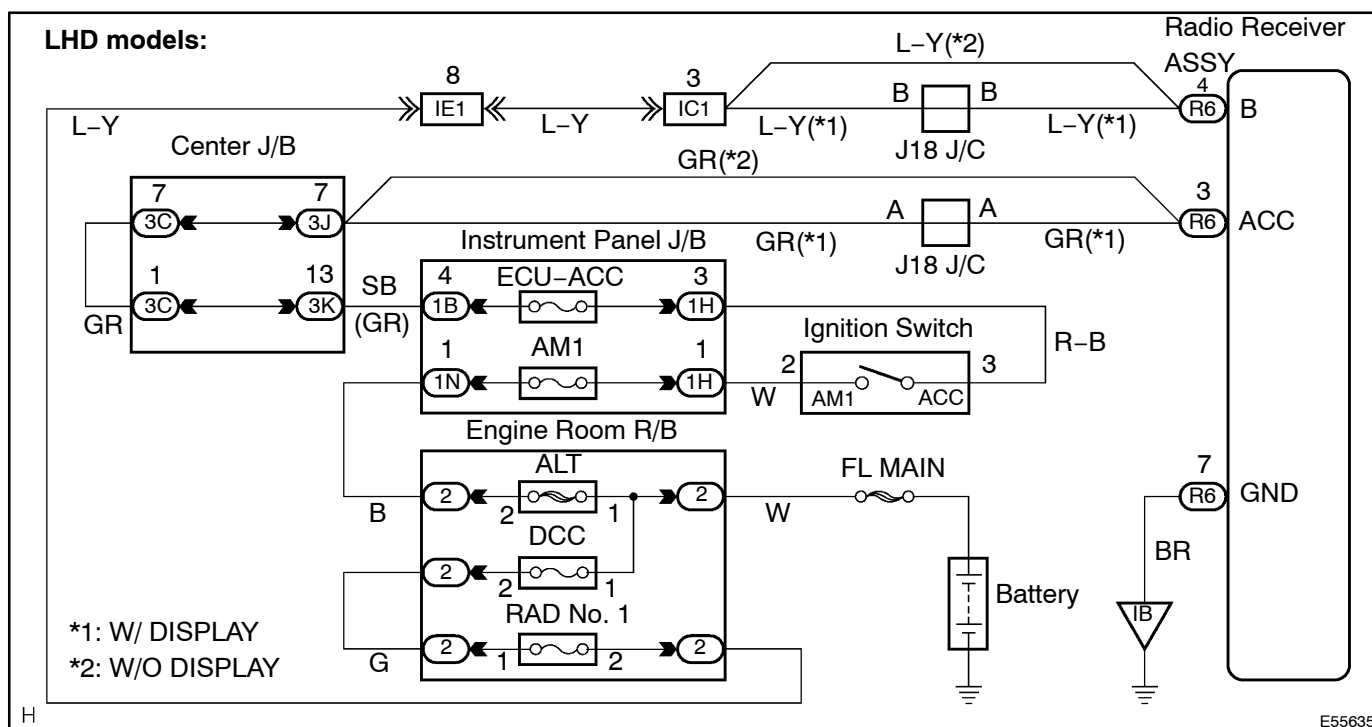 LHD models:
Radio Receiver
ASSY
L−Y(*2)
8
3
4
IE1
IC1
B
B
R6
B
L−Y
L−Y
L−Y(*1)
L−Y(*1)
J18 J/C
Center J/B
GR(*2)
7
7
3
3C
3J
A
A
R6
ACC
GR(*1)
GR(*1)
J18 J/C
Instrument Panel J/B
1
13
SB
4
ECU−ACC
3
3C
3K
1B
1H
GR
(GR)
Ignition Switch
R−B
1
AM1
1
2
3
1N
1H
W
AM1
ACC
Engine Room R/B
ALT
FL MAIN
7
2
2
R6
GND
B
2
1
W
DCC
BR
2
2
1
Battery
IB
RAD No. 1
*1: W/ DISPLAY
2
2
*2: W/O DISPLAY
G
1
2
H
E55635